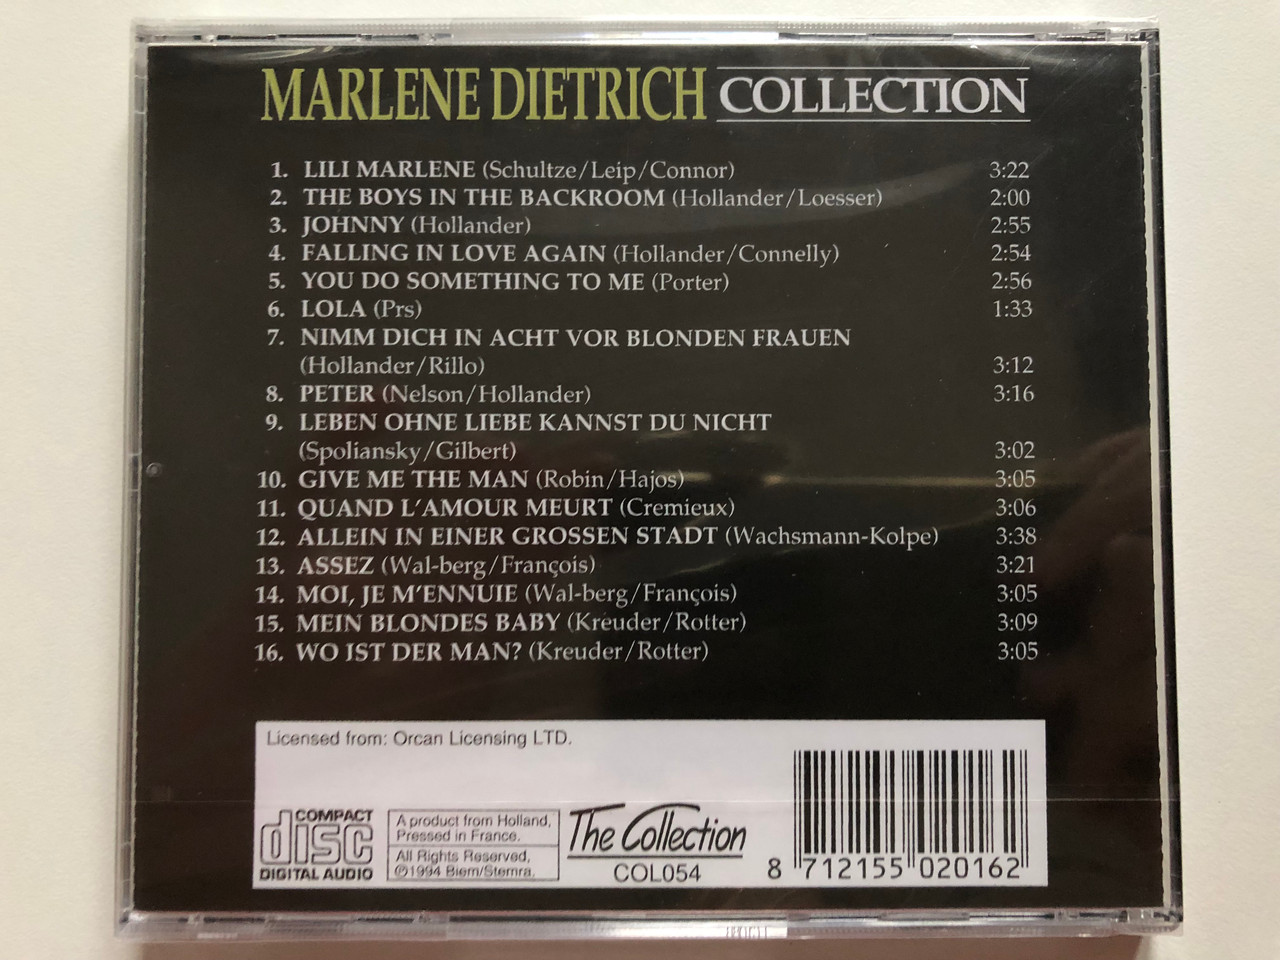 MARLENE DIETRICH COLLECTION
1. LILI MARLENE (Schultze/Leip/Connor) 3:22
2. THE BOYS IN THE BACKROOM (Hollander/Loesser) 2:00
3. JOHNNY (Hollander) 2:55
4. FALLING IN LOVE AGAIN (Hollander/Connelly) 2:54
5. YOU DO SOMETHING TO ME (Porter) 2:56
6. LOLA (Prs) 1:33
7. NIMM DICH IN ACHT VOR BLONDEN FRAUEN
(Hollander/Rillo) 3:12
8. PETER (Nelson/Hollander) 3:16
9. LEBEN OHNE LIEBE KANNST DU NICHT
(Spoliansky/Gilbert) 3:02
10. GIVE ME THE MAN (Robin/Hajos) 3:05
11. QUAND L'AMOUR MEURT (Cremieux) 3:06
12. ALLEIN IN EINER GROSSEN STADT (Wachsmann-Kolpe) 3:38
13. ASSEZ (Wal-berg/François) 3:21
14. MOI, JE M'ENNUIE (Wal-berg/François) 3:05
15. MEIN BLONDES BABY (Kreuder/Rotter) 3:09
16. WO IST DER MAN? (Kreuder/Rotter) 3:05
Licensed from: Orcan Licensing LTD.
COMPACT
disc
DIGITAL AUDIO
A product from Holland,
Pressed in France.
All Rights Reserved,
©1994 Biem/Stemra.
The Collection
COL054
8 712155 020162